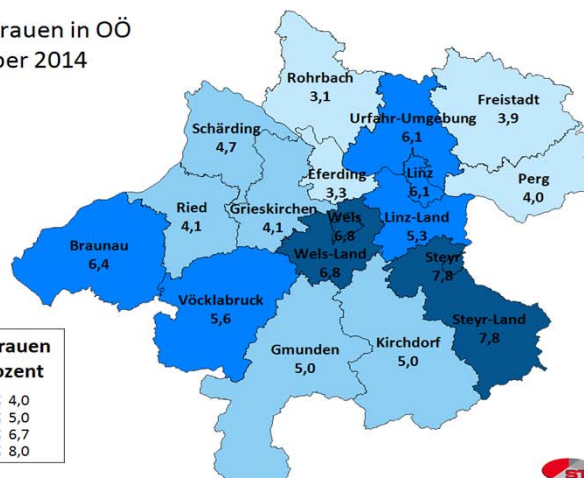 rauen in OÖ
ber 2014
Rohrbach
3,1
Freistadt
3,9
Urfahr-Umgebung
6,1
Schärding
4,7
Eferding
3,3
Linz
6,1
Perg
4,0
Ried
4,1
Grieskirchen
4,1
Wels
6,8
Linz-Land
5,3
Braunau
6,4
Wels-Land
6,8
Steyr
7,8
Vöcklabruck
5,6
Steyr-Land
7,8
Gmunden
5,0
Kirchdorf
5,0
rauen
ozent
4,0
5,0
6,7
8,0
ST